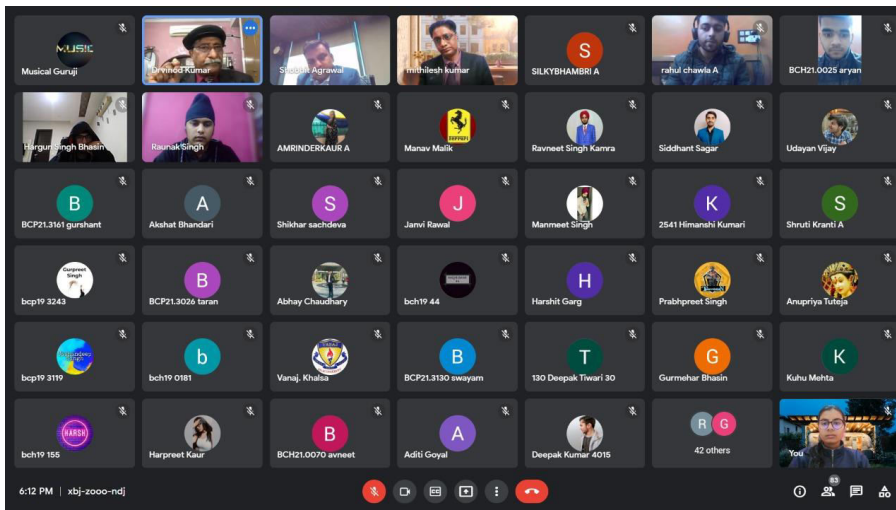 MUSIC
Musical Guruji
Dr vinod Kumar
Agrawal
mithilesh kumar
S
SILKYBHAMBRI A
rahul chawla A
BCH21.0025 aryan
Hargun Singh Bhasin
Raunak Singh
AMRINDERKAUR A
Manav Malik
Ravneet Singh Kamra
Siddhant Sagar
Udayan Vijay
B
BCP21.3161 gurshant
A
Akshat Bhandari
S
Shikhar sachdeva
J
Janvi Rawal
Manmeet Singh
K
2541 Himanshi Kumari
S
Shruti Kranti A
Gurpreet
Singh
bcp19 3243
B
BCP21.3026 taran
Abhay Chaudhary
bch19 44
H
Harshit Garg
Prabhpreet Singh
Anupriya Tuteja
bcp19 3119
b
bch19 0181
Vanaj. Khalsa
B
BCP21.3130 swayam
T
130 Deepak Tiwari 30
G
Gurmehar Bhasin
K
Kuhu Mehta
HARSH
bch19 155
Harpreet Kaur
B
BCH21.0070 avneet
A
Aditi Goyal
Deepak Kumar 4015
R G
42 others
You
6:12 PM | xbj-zooo-ndj
83